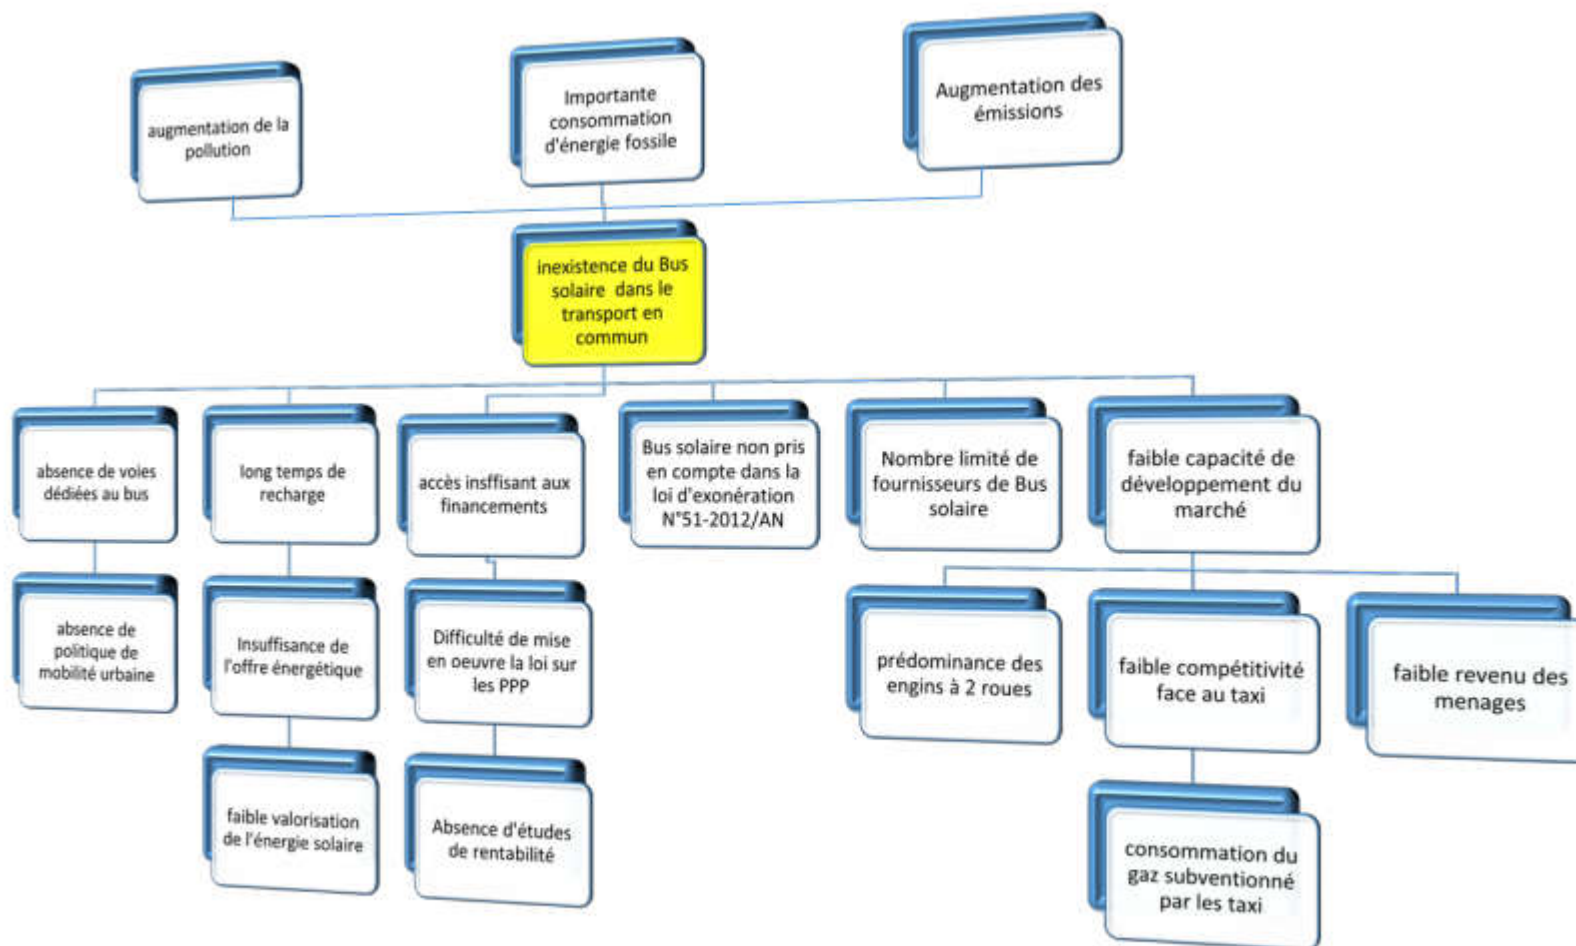 augmentation de la
pollution
Importante
consommation
d'énergie fossile
Augmentation des
émissions
inexistence du Bus
solaire dans le
transport en
commun
absence de voies
dédiées au bus
long temps de
recharge
accès insffisant aux
financements
Bus solaire non pris
en compte dans la
loi d'exonération
N°51-2012/AN
Nombre limité de
fournisseurs de Bus
solaire
faible capacité de
développement du
marché
absence de
politique de
mobilité urbaine
Insuffisance de
l'offre énergétique
Difficulté de mise
en oeuvre la loi sur
les PPP
prédominance des
engins à 2 roues
faible compétitivité
face au taxi
faible revenu des
menages
faible valorisation
de l'énergie solaire
Absence d'études
de rentabilité
consommation du
gaz subventionné
par les taxi